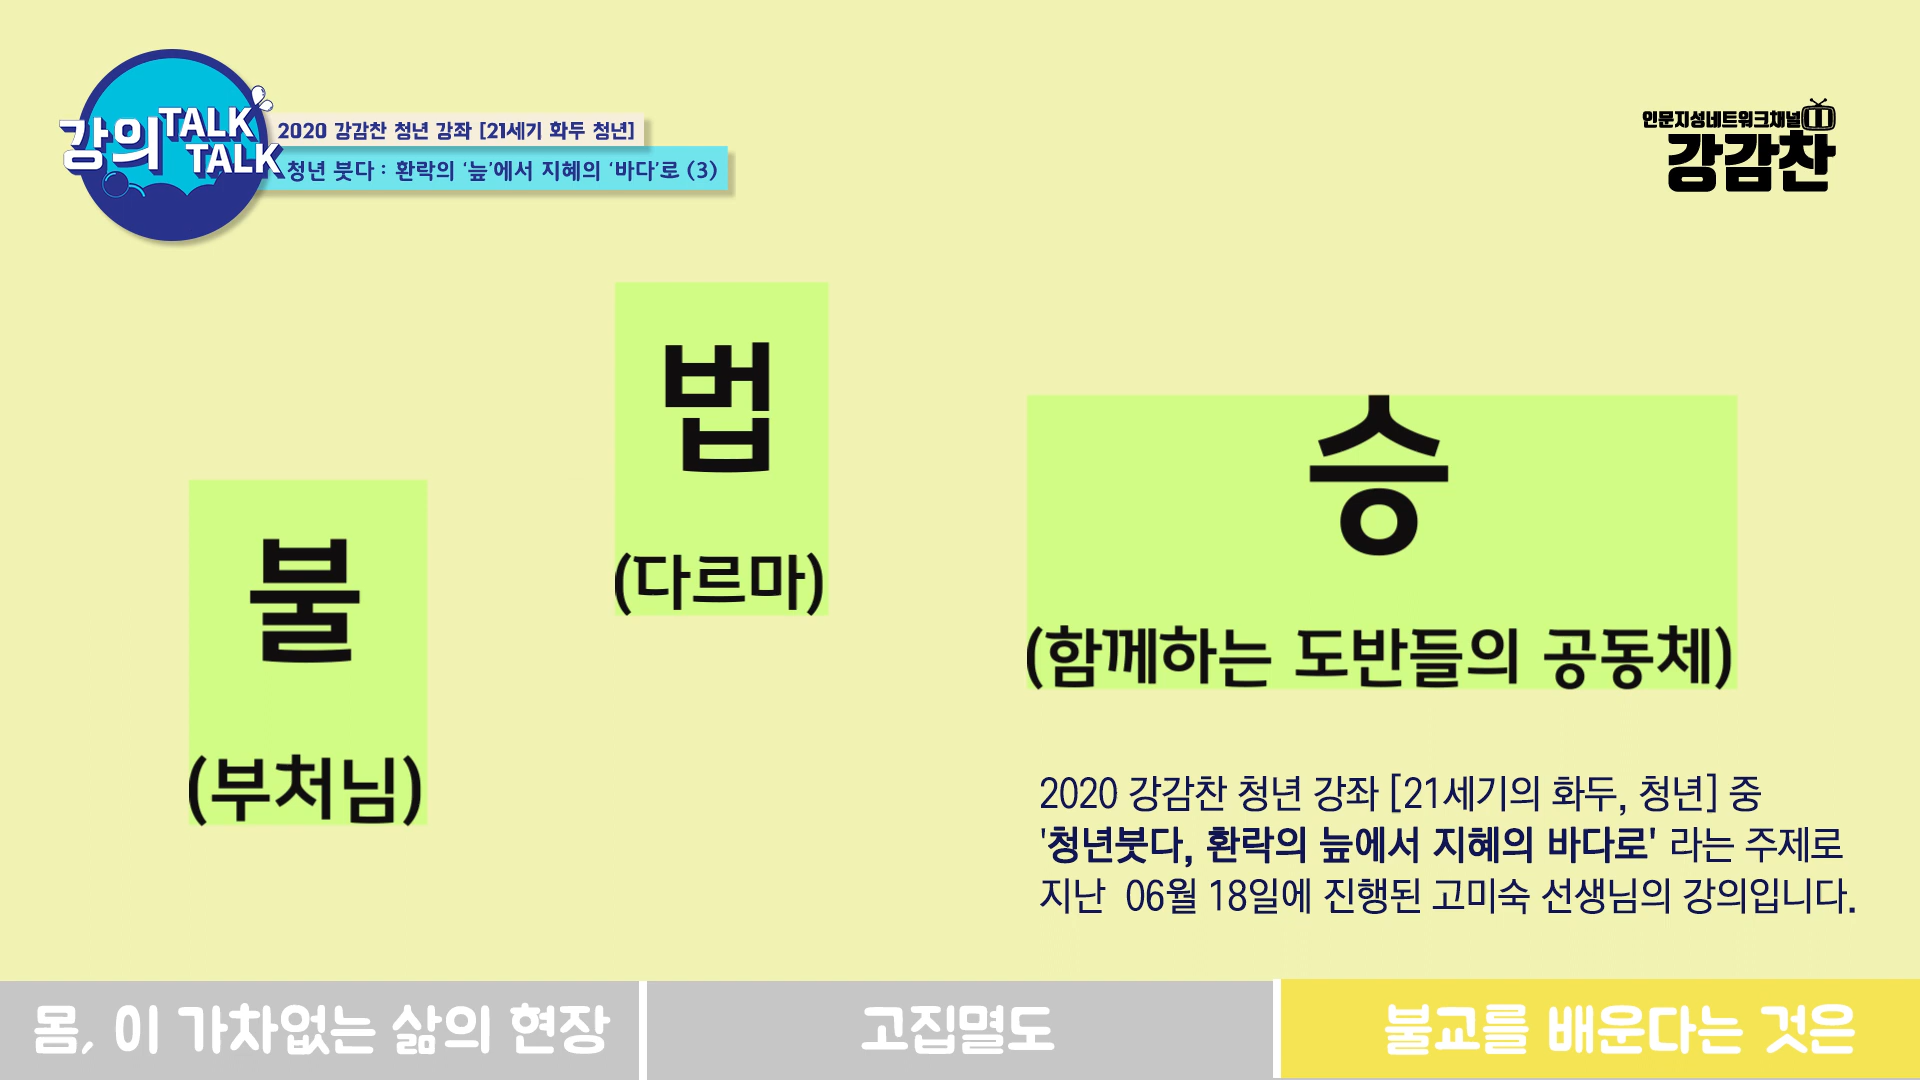 강의 TALK TALK
2020 강감찬 청년 강좌 [21세기 화두 청년]
청년 붓다 : 환락의 '늪'에서 지혜의 '바다'로 (3)
인문지성네트워크채널
강감찬
불
(부처님)
법
(다르마)
승
(함께하는 도반들의 공동체)
2020 강감찬 청년 강좌 [21세기의 화두, 청년] 중
'청년붓다, 환락의 늪에서 지혜의 바다로' 라는 주제로
지난 06월 18일에 진행된 고미숙 선생님의 강의입니다.
몸, 이 가차없는 삶의 현장
고집멸도
불교를 배운다는 것은